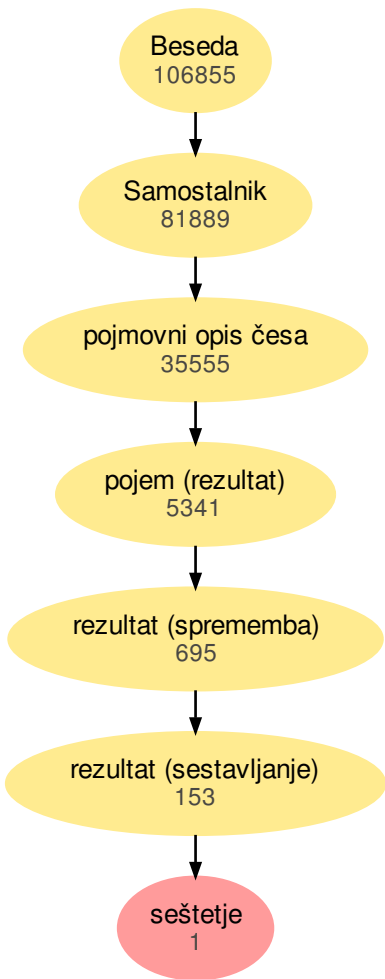 Beseda
106855
Samostalnik
81889
pojmovni opis česa
35555
pojem (rezultat)
5341
rezultat (sprememba)
695
rezultat (sestavljanje)
153
seštetje
1